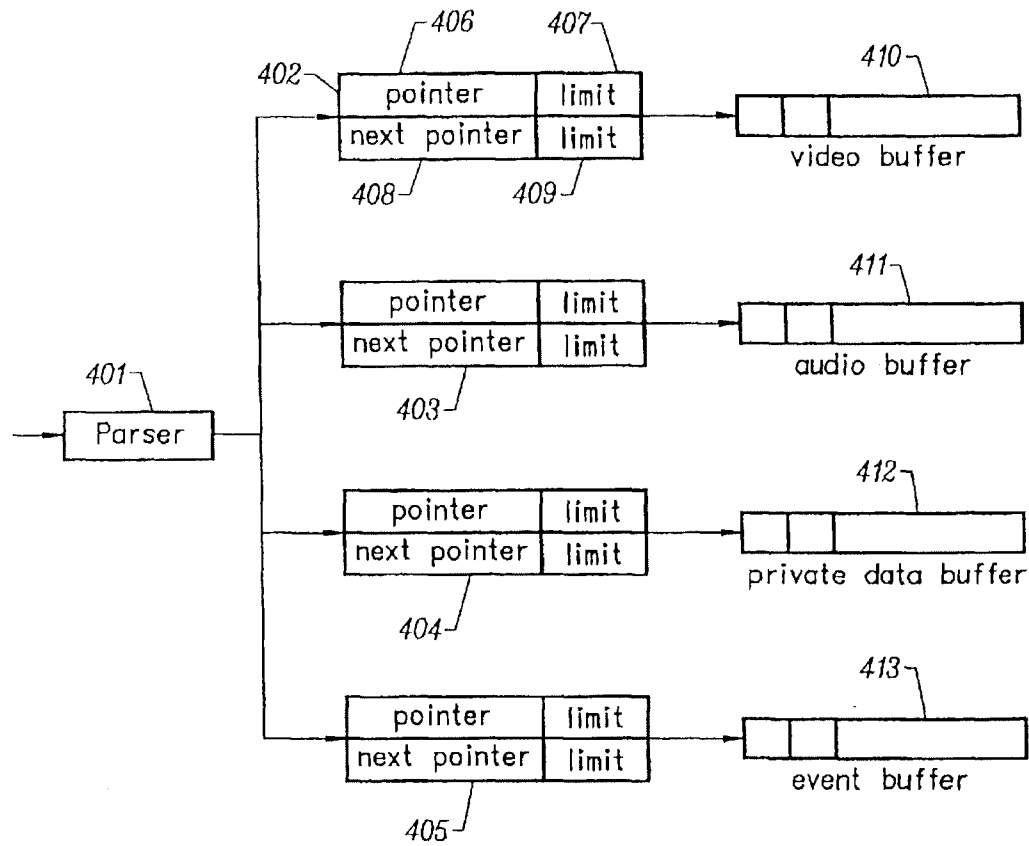 406
407
402
pointer limit
next pointer limit
408
409
410
video buffer
pointer limit
next pointer limit
403
411
audio buffer
401
Parser
pointer limit
next pointer limit
404
412
private data buffer
pointer limit
next pointer limit
405
413
event buffer